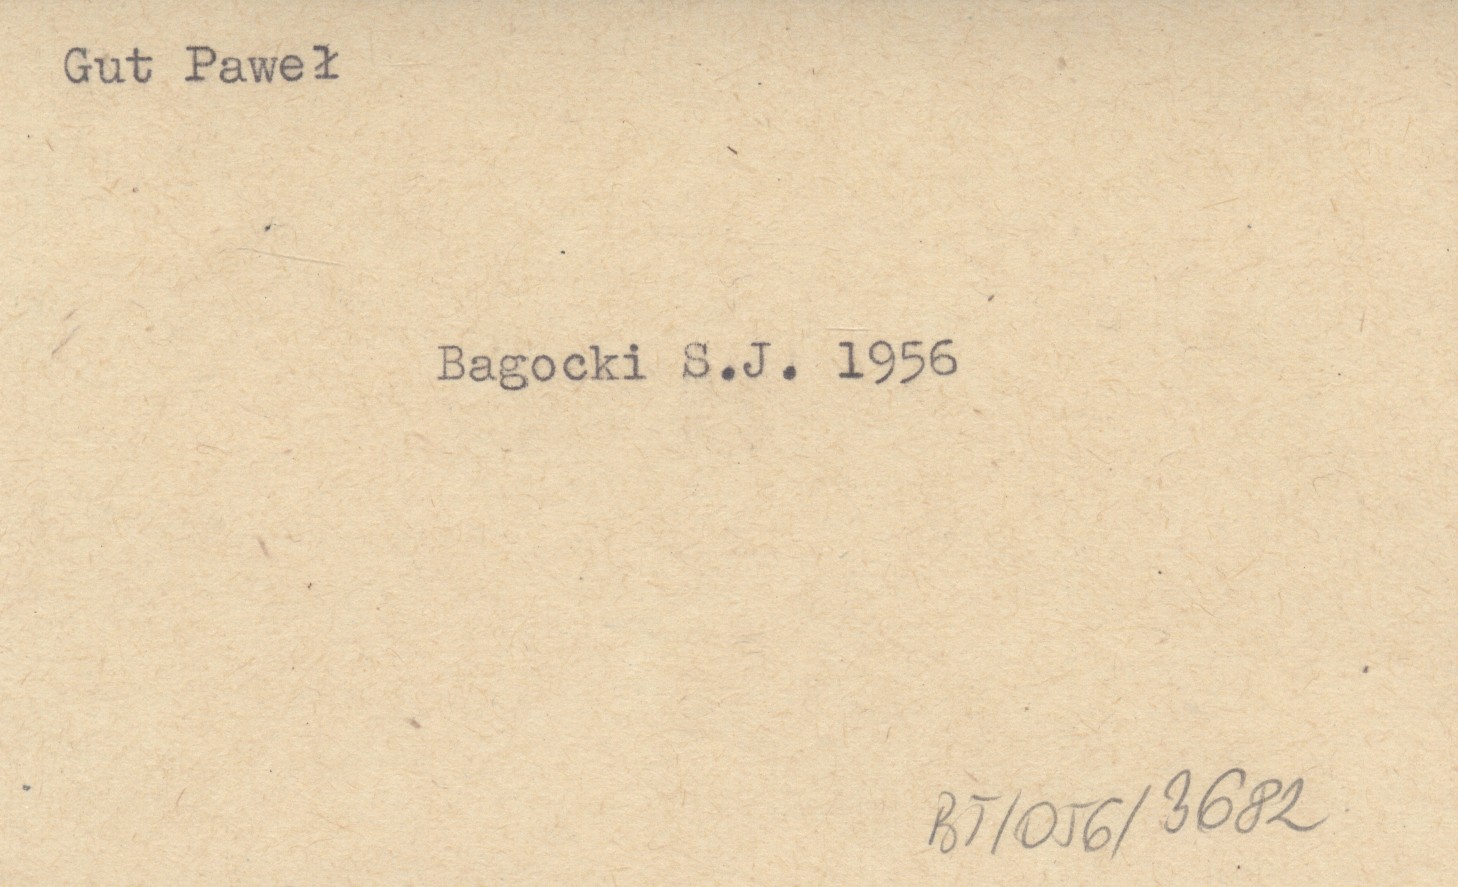 Gut Paweł
Bagocki S.J. 1956
BT/056/3682